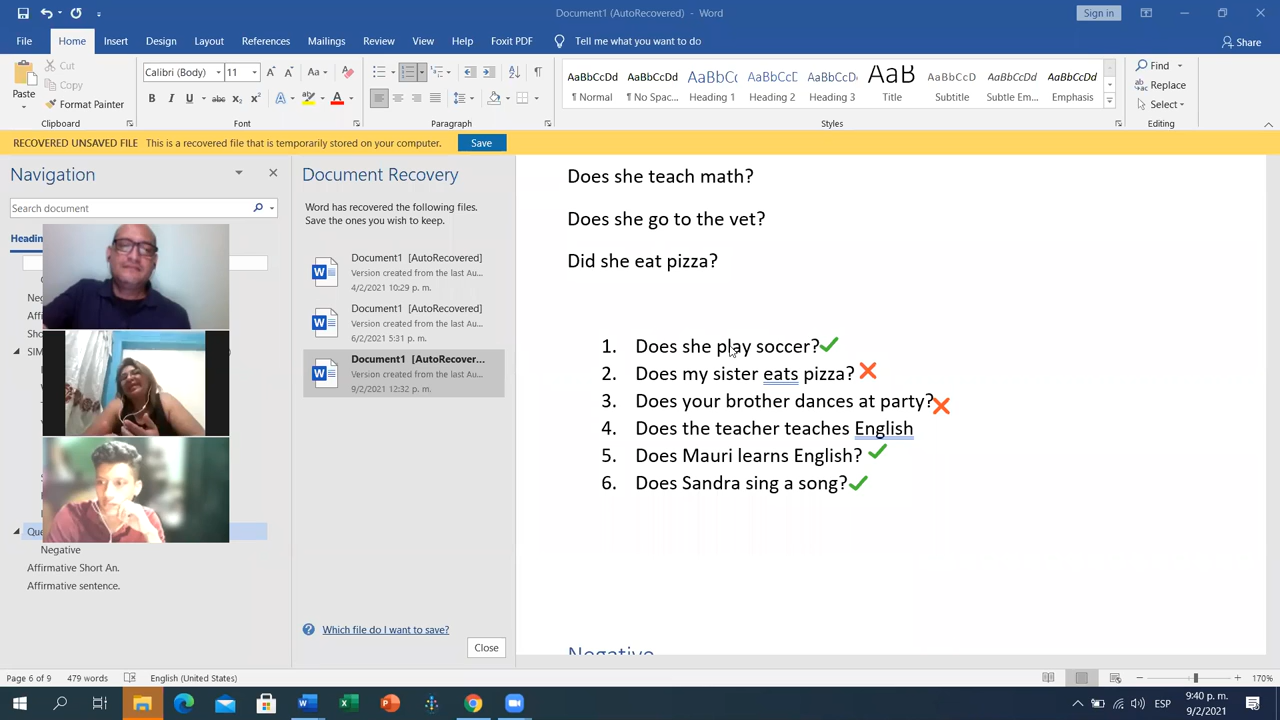 Document1 (AutoRecovered) - Word
Sign in
File Home Insert Design Layout References Mailings Review View Help Foxit PDF Tell me what you want to do Share
Paste
Cut
Copy
Format Painter
Calibri (Body) 11
AaBbCcDd AaBbCcDd AaBbC( AaBbCcD AaBbCcD AaB AaBbCcD AaBbCcDd AaBbCcDd
¶ Normal ¶ No Spac... Heading 1 Heading 2 Heading 3 Title Subtitle Subtle Em... Emphasis
Find
Replace
Select
Clipboard Font Paragraph Styles Editing
RECOVERED UNSAVED FILE This is a recovered file that is temporarily stored on your computer. Save
Navigation
Search document
Negative
Affirmative Short An.
Affirmative sentence.
Document Recovery
Word has recovered the following files.
Save the ones you wish to keep.
Document1 [AutoRecovered]
Version created from the last Au...
4/2/2021 10:29 p. m.
Document1 [AutoRecovered]
Version created from the last Au...
6/2/2021 5:31 p. m.
Document1 [AutoRecover...
Version created from the last Au...
9/2/2021 12:32 p. m.
Which file do I want to save?
Close
Does she teach math?
Does she go to the vet?
Did she eat pizza?
1. Does she play soccer?
2. Does my sister eats pizza?
3. Does your brother dances at party?
4. Does the teacher teaches English
5. Does Mauri learns English?
6. Does Sandra sing a song?
Negative
Page 6 of 9 479 words English (United States) 170%
ESP
9:40 p. m.
9/2/2021